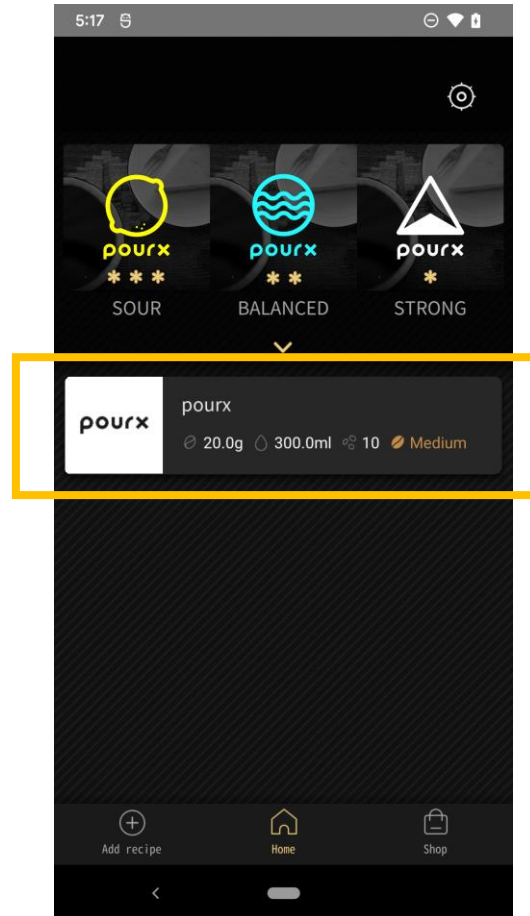 5:17
pourx pourx pourx
*** ** *
SOUR BALANCED STRONG
pourx pourx
20.0g 300.0ml 10 Medium
Add recipe Home Shop